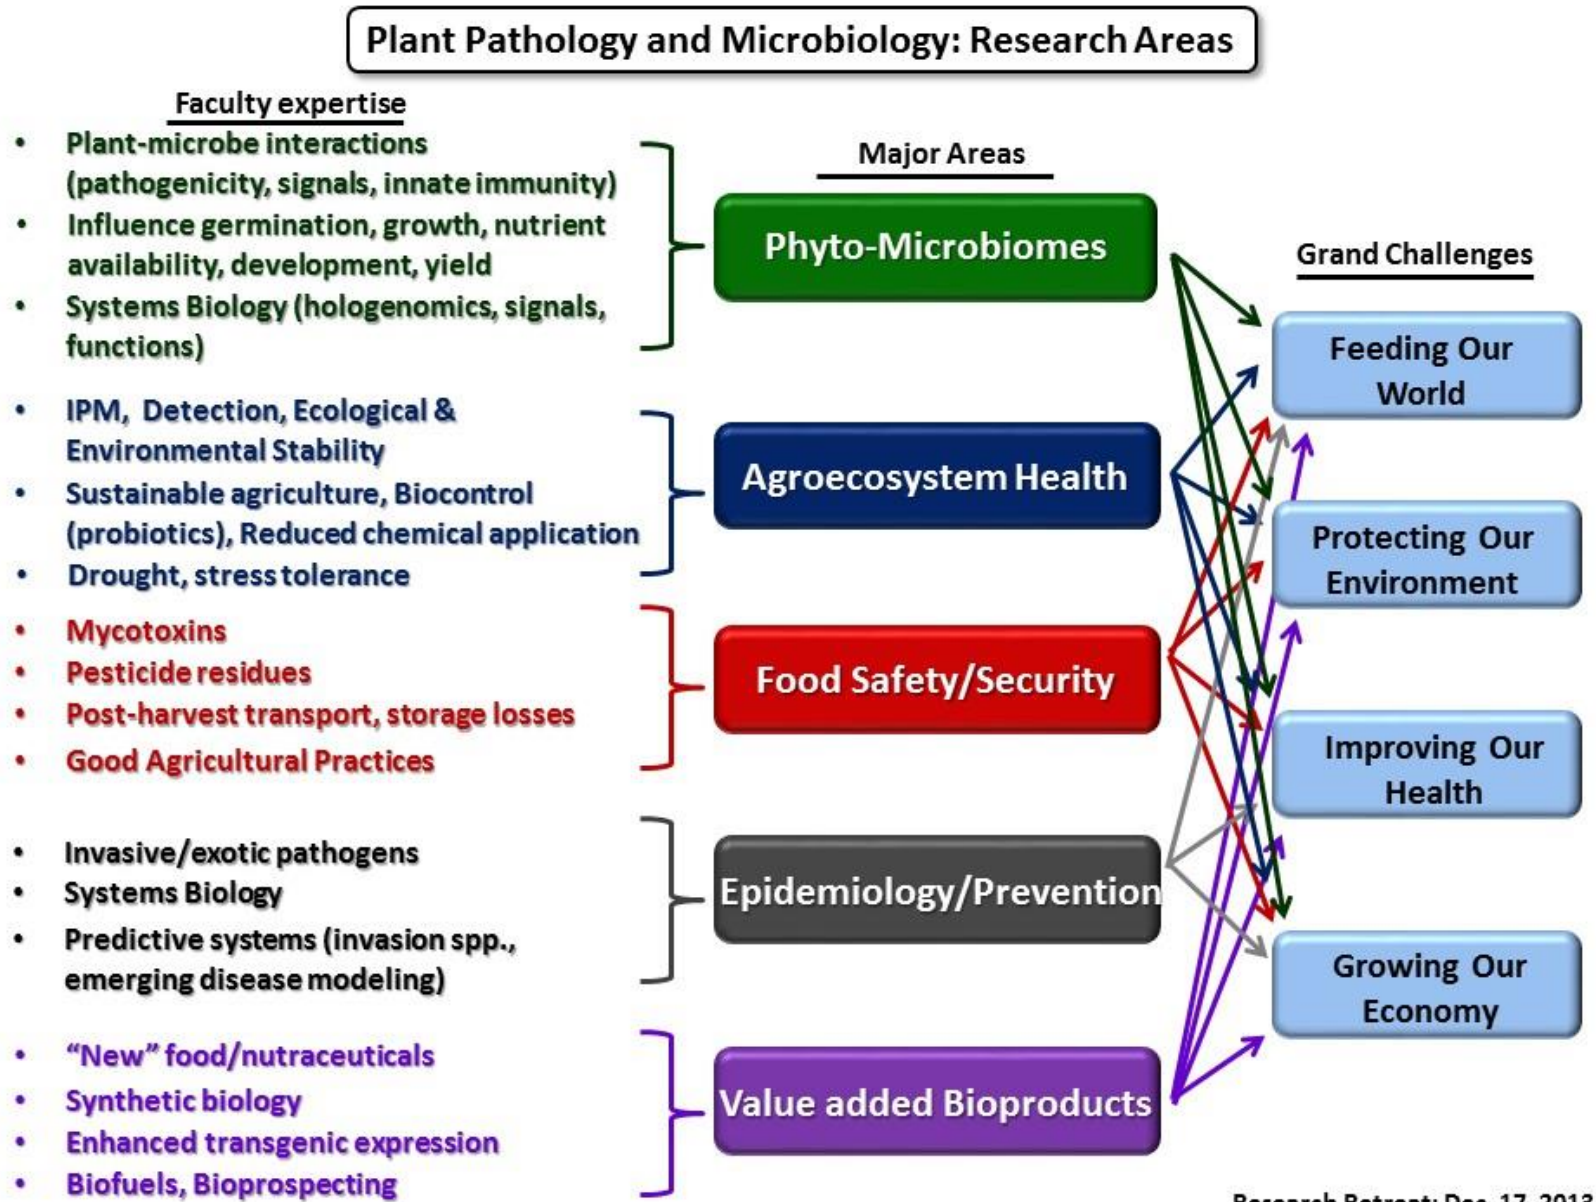 Plant Pathology and Microbiology: Research Areas
Faculty expertise
• Plant-microbe interactions
(pathogenicity, signals, innate immunity)
• Influence germination, growth, nutrient
availability, development, yield
• Systems Biology (hologenomics, signals,
functions)
• IPM, Detection, Ecological &
Environmental Stability
• Sustainable agriculture, Biocontrol
(probiotics), Reduced chemical application
• Drought, stress tolerance
• Mycotoxins
• Pesticide residues
• Post-harvest transport, storage losses
• Good Agricultural Practices
• Invasive/exotic pathogens
• Systems Biology
• Predictive systems (invasion spp.,
emerging disease modeling)
• “New” food/nutraceuticals
• Synthetic biology
• Enhanced transgenic expression
• Biofuels, Bioprospecting
Major Areas
Phyto-Microbiomes
Agroecosystem Health
Food Safety/Security
Epidemiology/Prevention
Value added Bioproducts
Grand Challenges
Feeding Our
World
Protecting Our
Environment
Improving Our
Health
Growing Our
Economy
Research Retreat: Dec. 17, 2013